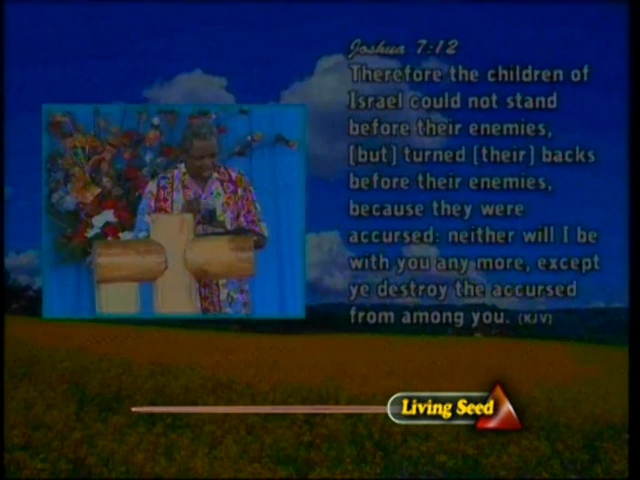 Joshua 7:12
Therefore the children of
Israel could not stand
before their enemies,
[but] turned [their] backs
before their enemies,
because they were
accursed: neither will I be
with you any more, except
ye destroy the accursed
from among you. (KJV)
Living Seed